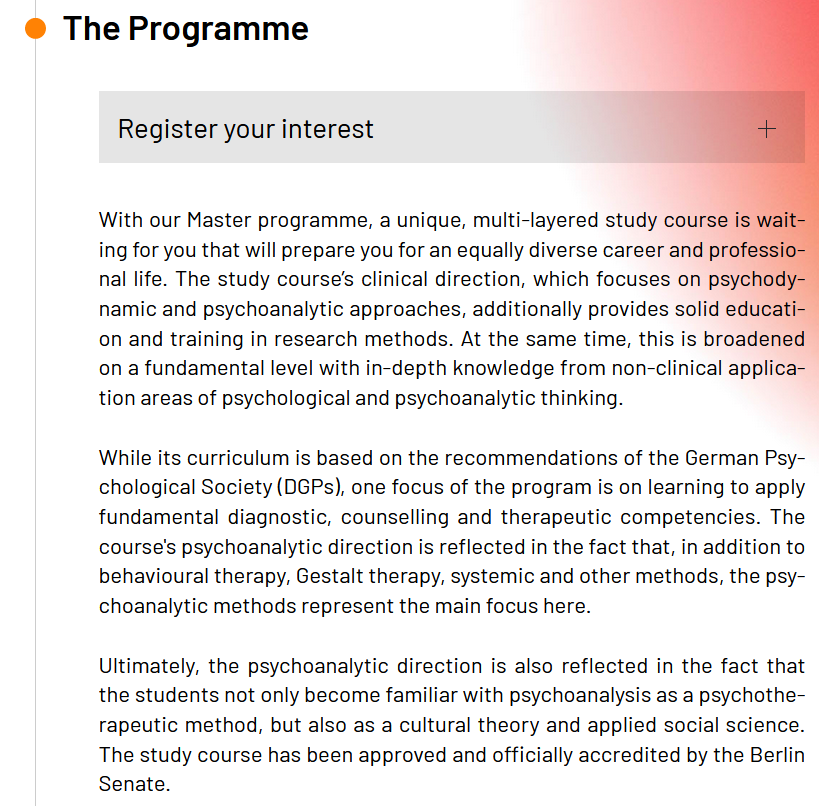 The Programme
Register your interest
With our Master programme, a unique, multi-layered study course is wait-
ing for you that will prepare you for an equally diverse career and professio-
nal life. The study course’s clinical direction, which focuses on psychody-
namic and psychoanalytic approaches, additionally provides solid educati-
on and training in research methods. At the same time, this is broadened
on a fundamental level with in-depth knowledge from non-clinical applica-
tion areas of psychological and psychoanalytic thinking.
While its curriculum is based on the recommendations of the German Psy-
chological Society (DGPs), one focus of the program is on learning to apply
fundamental diagnostic, counselling and therapeutic competencies. The
course's psychoanalytic direction is reflected in the fact that, in addition to
behavioural therapy, Gestalt therapy, systemic and other methods, the psy-
choanalytic methods represent the main focus here.
Ultimately, the psychoanalytic direction is also reflected in the fact that
the students not only become familiar with psychoanalysis as a psychothe-
rapeutic method, but also as a cultural theory and applied social science.
The study course has been approved and officially accredited by the Berlin
Senate.